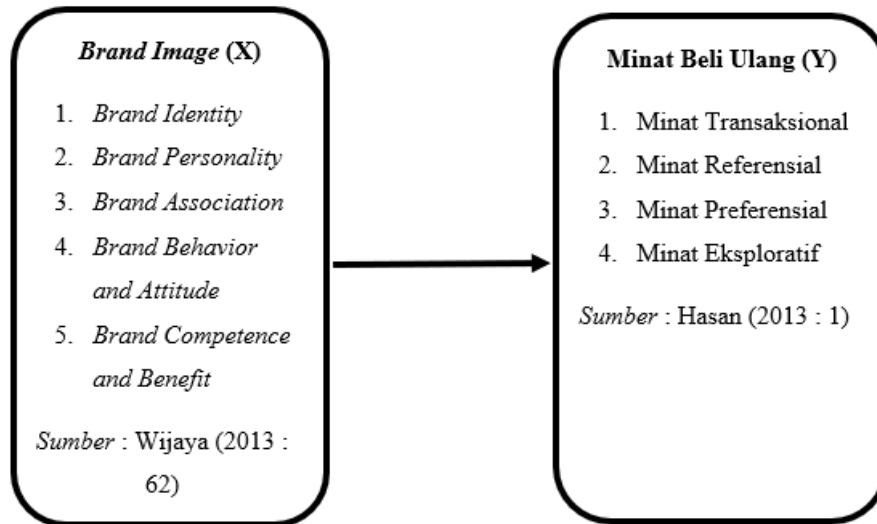 Brand Image (X)
1. Brand Identity
2. Brand Personality
3. Brand Association
4. Brand Behavior
and Attitude
5. Brand Competence
and Benefit
Sumber : Wijaya (2013 :
62)
Minat Beli Ulang (Y)
1. Minat Transaksional
2. Minat Referensial
3. Minat Preferensial
4. Minat Eksploratif
Sumber : Hasan (2013 : 1)